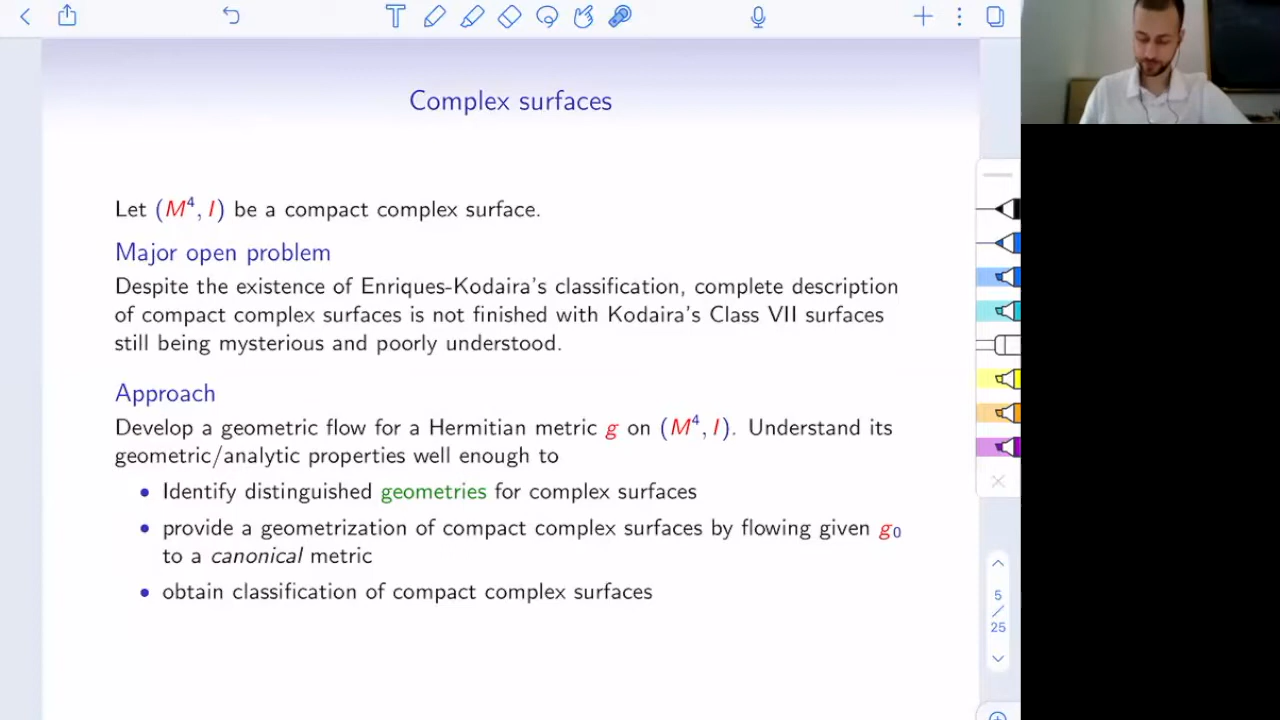 Complex surfaces
Let (M⁴, I) be a compact complex surface.
Major open problem
Despite the existence of Enriques-Kodaira's classification, complete description
of compact complex surfaces is not finished with Kodaira's Class VII surfaces
still being mysterious and poorly understood.
Approach
Develop a geometric flow for a Hermitian metric g on (M⁴, I). Understand its
geometric/analytic properties well enough to
• Identify distinguished geometries for complex surfaces
• provide a geometrization of compact complex surfaces by flowing given g₀
to a canonical metric
• obtain classification of compact complex surfaces
5
/
25